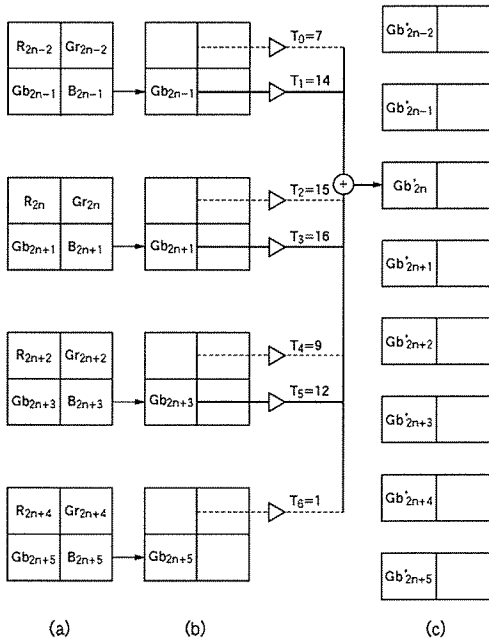 R2n-2 Gr2n-2 T0=7 Gb'2n-2
Gb2n-1 B2n-1 Gb2n-1 T1=14
Gb'2n-1
R2n Gr2n T2=15 + Gb'2n
Gb2n+1 B2n+1 Gb2n+1 T3=16 Gb'2n+1
R2n+2 Gr2n+2 T4=9 Gb'2n+2
Gb2n+3 B2n+3 Gb2n+3 T5=12 Gb'2n+3
R2n+4 Gr2n+4 T6=1 Gb'2n+4
Gb2n+5 B2n+5 Gb2n+5 Gb'2n+5
(a) (b) (c)